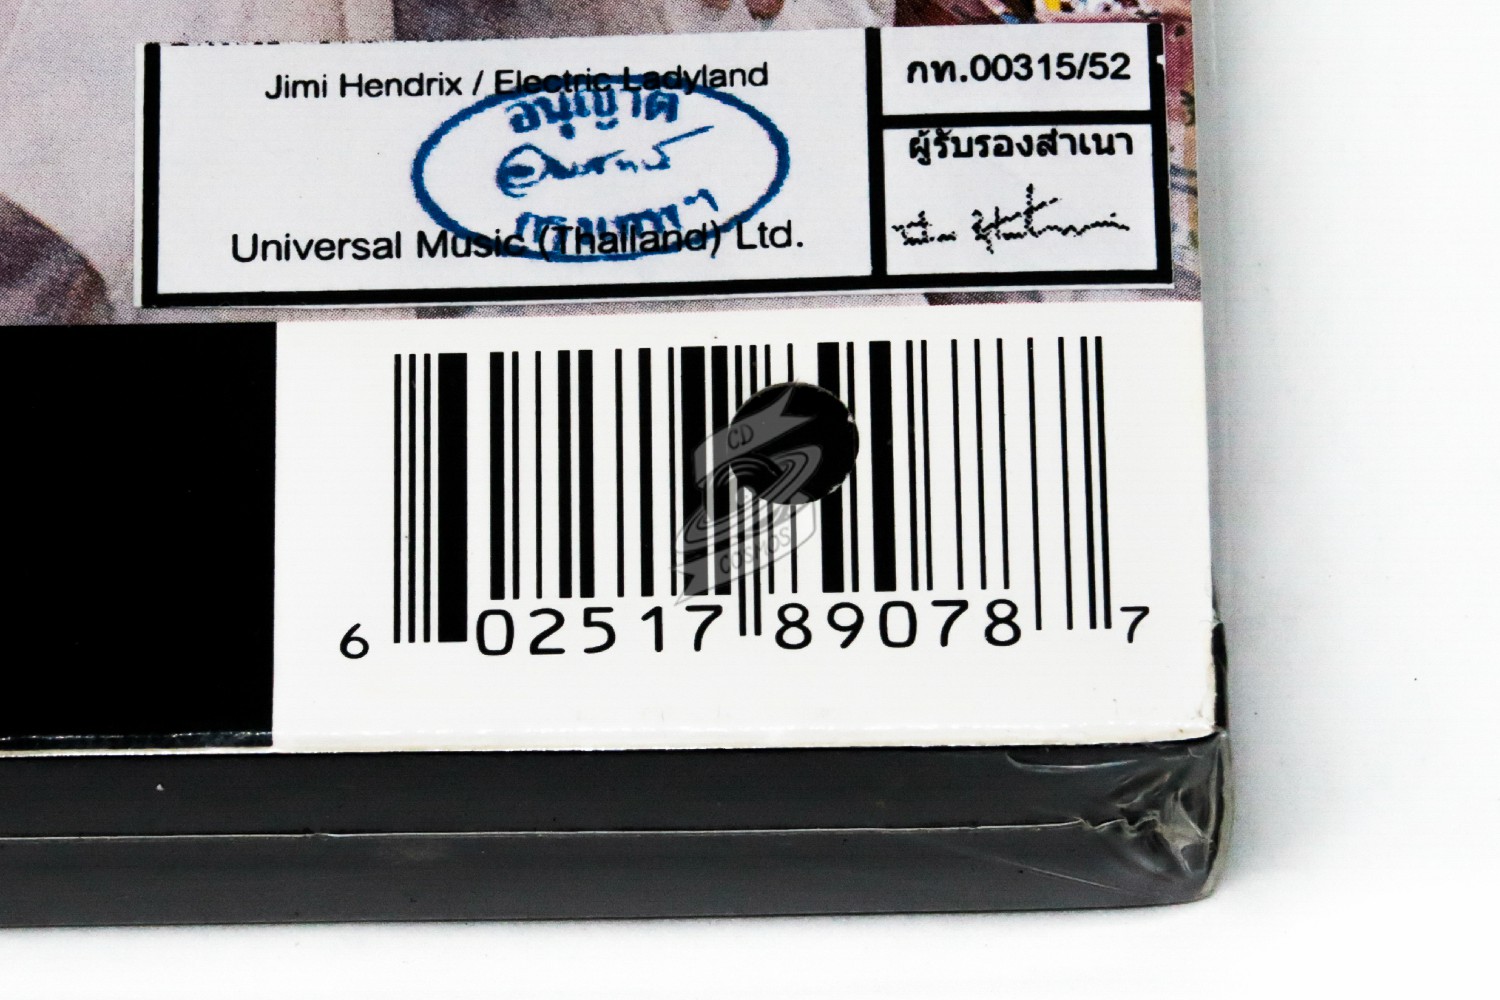 Jimi Hendrix / Electric Ladyland
อนุญาต
Universal Music (Thailand) Ltd.
กท.00315/52
ผู้รับรองสำเนา
CD
COSMOS
6 02517 89078 7